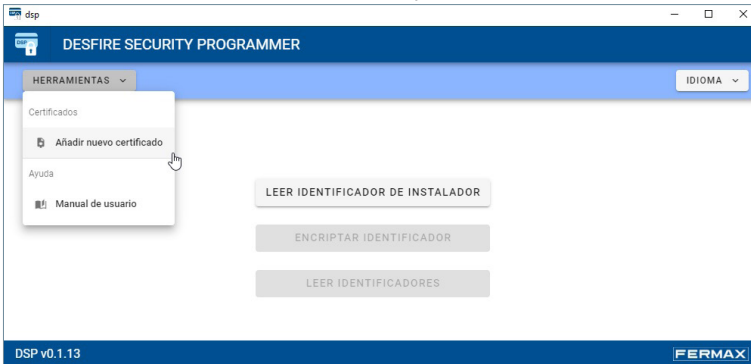 dsp
DSP
DESFIRE SECURITY PROGRAMMER
HERRAMIENTAS
IDIOMA
Certificados
Añadir nuevo certificado
Ayuda
Manual de usuario
LEER IDENTIFICADOR DE INSTALADOR
ENCRIPTAR IDENTIFICADOR
LEER IDENTIFICADORES
DSP v0.1.13
FERMAX